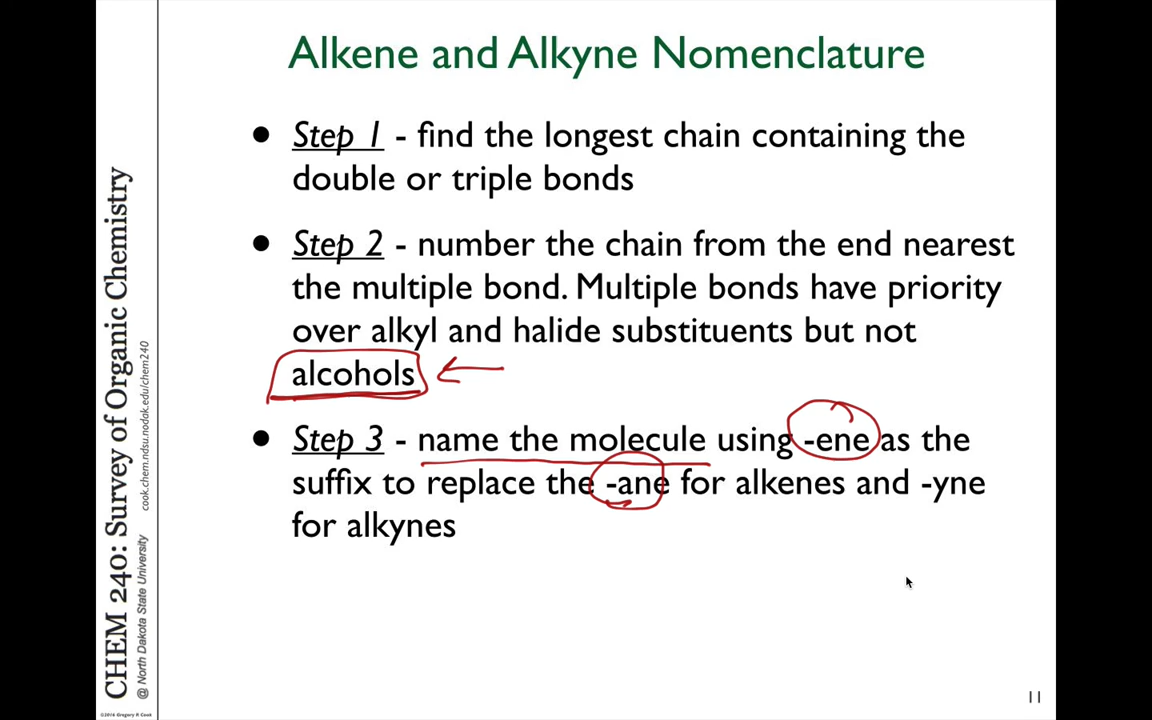 Alkene and Alkyne Nomenclature
• Step 1 - find the longest chain containing the
double or triple bonds
• Step 2 - number the chain from the end nearest
the multiple bond. Multiple bonds have priority
over alkyl and halide substituents but not
alcohols
• Step 3 - name the molecule using -ene as the
suffix to replace the -ane for alkenes and -yne
for alkynes
CHEM 240: Survey of Organic Chemistry
@ North Dakota State University
cook.chem.ndsu.nodak.edu/chem240
©2016 Gregory R Cook
11